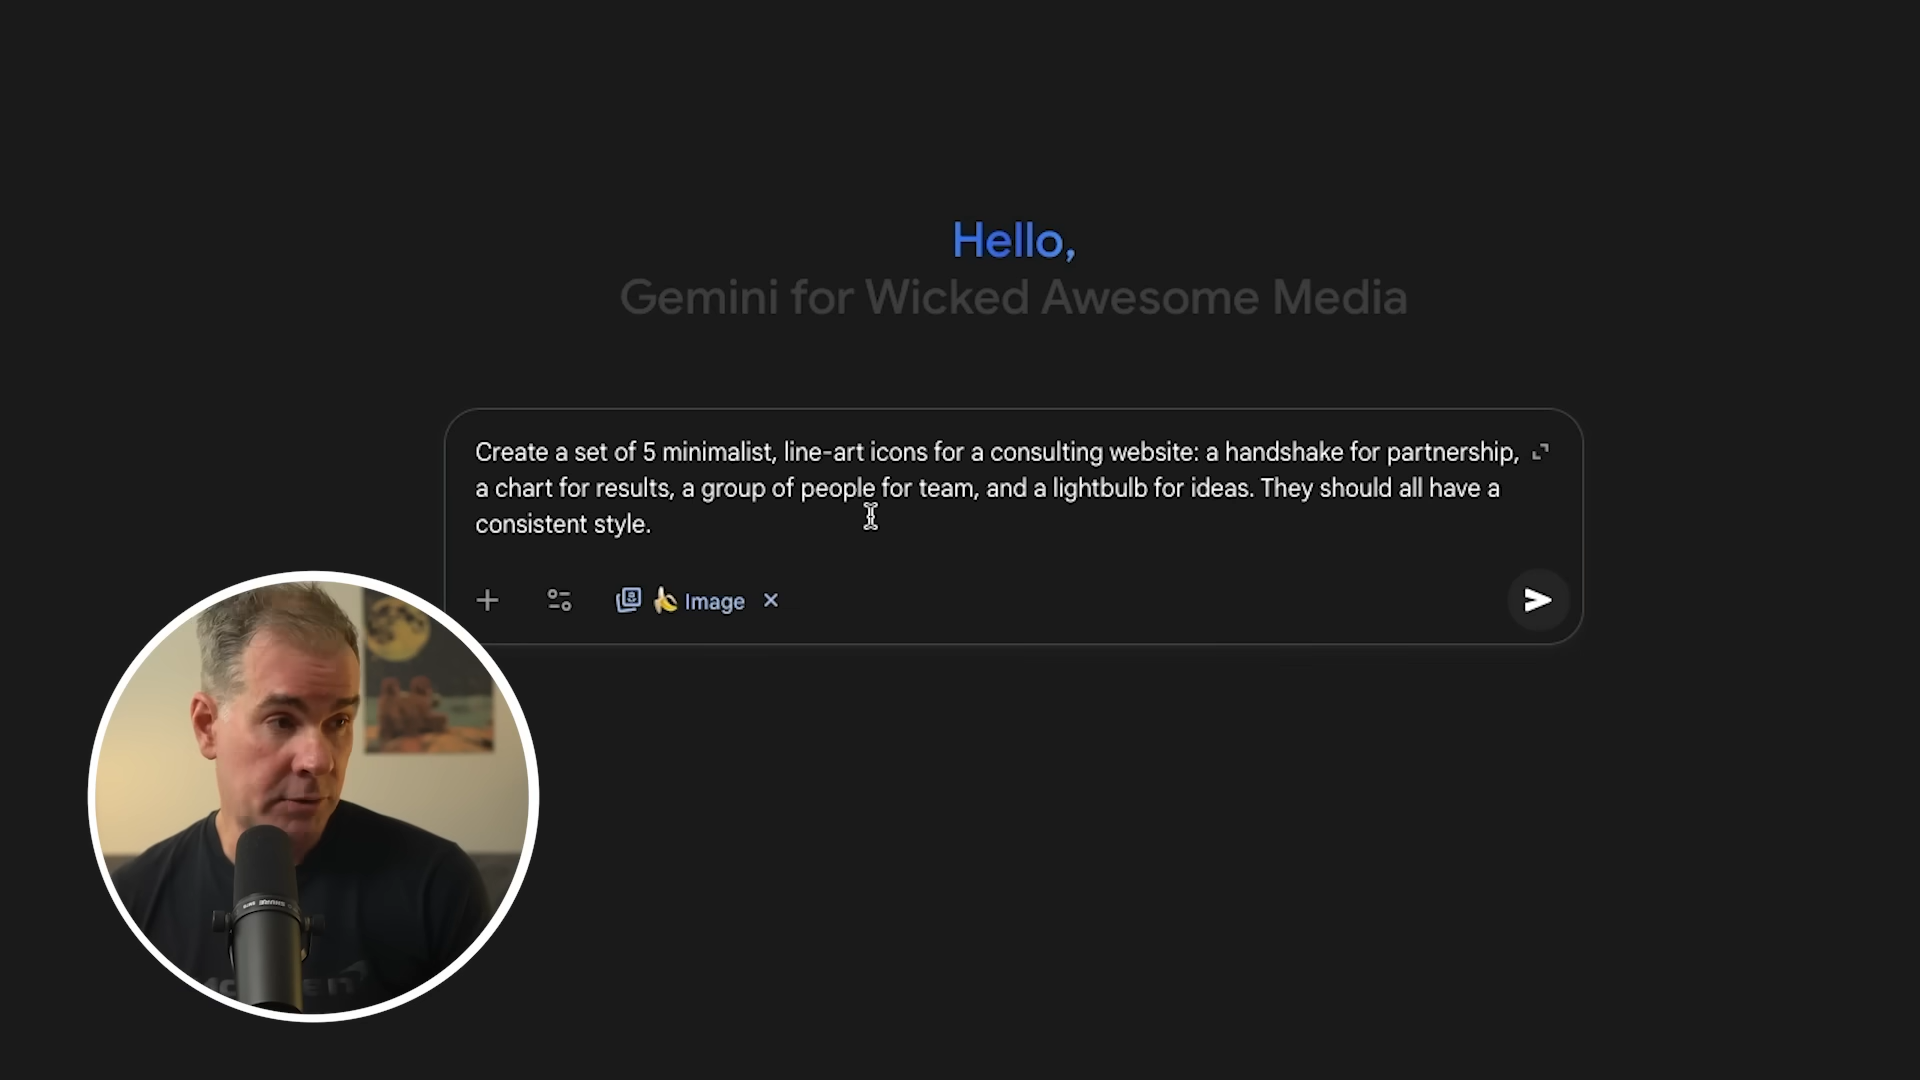 Hello,
Gemini for Wicked Awesome Media
Create a set of 5 minimalist, line-art icons for a consulting website: a handshake for partnership,
a chart for results, a group of people for team, and a lightbulb for ideas. They should all have a
consistent style.
Image